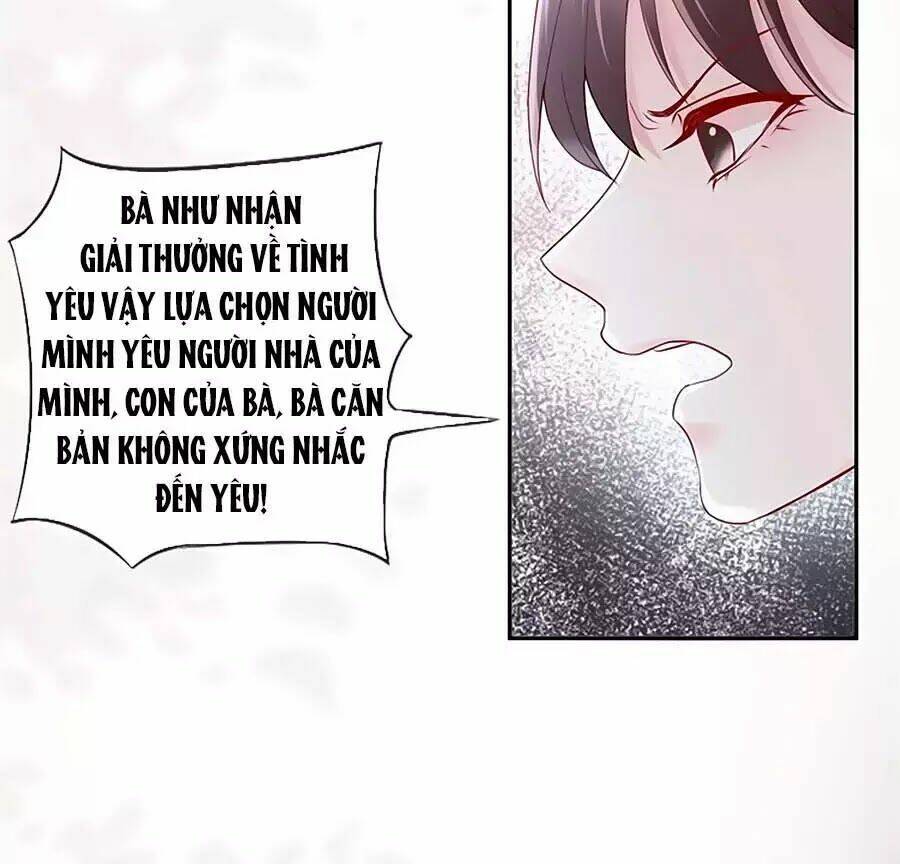 BÀ NHƯ NHẬN
GIẢI THƯỞNG VỀ TÌNH
YÊU VẬY LỰA CHỌN NGƯỜI
MÌNH YÊU NGƯỜI NHÀ CỦA
MÌNH, CON CỦA BÀ, BÀ CĂN
BẢN KHÔNG XỨNG NHẮC
ĐẾN YÊU!